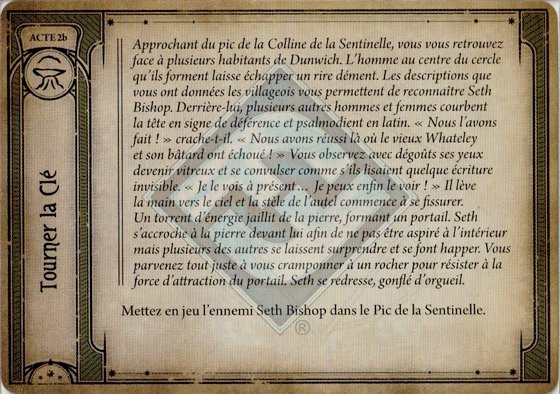 ACTE 2b
Tourner la Clé
Approchant du pic de la Colline de la Sentinelle, vous vous retrouvez
face à plusieurs habitants de Dunwich. L'homme au centre du cercle
qu'ils forment laisse échapper un rire dément. Les descriptions que
vous ont données les villageois vous permettent de reconnaître Seth
Bishop. Derrière-lui, plusieurs autres hommes et femmes courbent
la tête en signe de déférence et psalmodient en latin. « Nous l'avons
fait ! » crache-t-il. « Nous avons réussi là où le vieux Whateley
et son bâtard ont échoué ! » Vous observez avec dégoûts ses yeux
devenir vitreux et se convulser comme s'ils lisaient quelque écriture
invisible. « Je le vois à présent… Je peux enfin le voir ! » Il lève
la main vers le ciel et la stèle de l'autel commence à se fissurer.
Un torrent d'énergie jaillit de la pierre, formant un portail. Seth
s'accroche à la pierre devant lui afin de ne pas être aspiré à l'intérieur
mais plusieurs des autres se laissent surprendre et se font happer. Vous
parvenez tout juste à vous cramponner à un rocher pour résister à la
force d'attraction du portail. Seth se redresse, gonflé d'orgueil.
Mettez en jeu l'ennemi Seth Bishop dans le Pic de la Sentinelle.
®